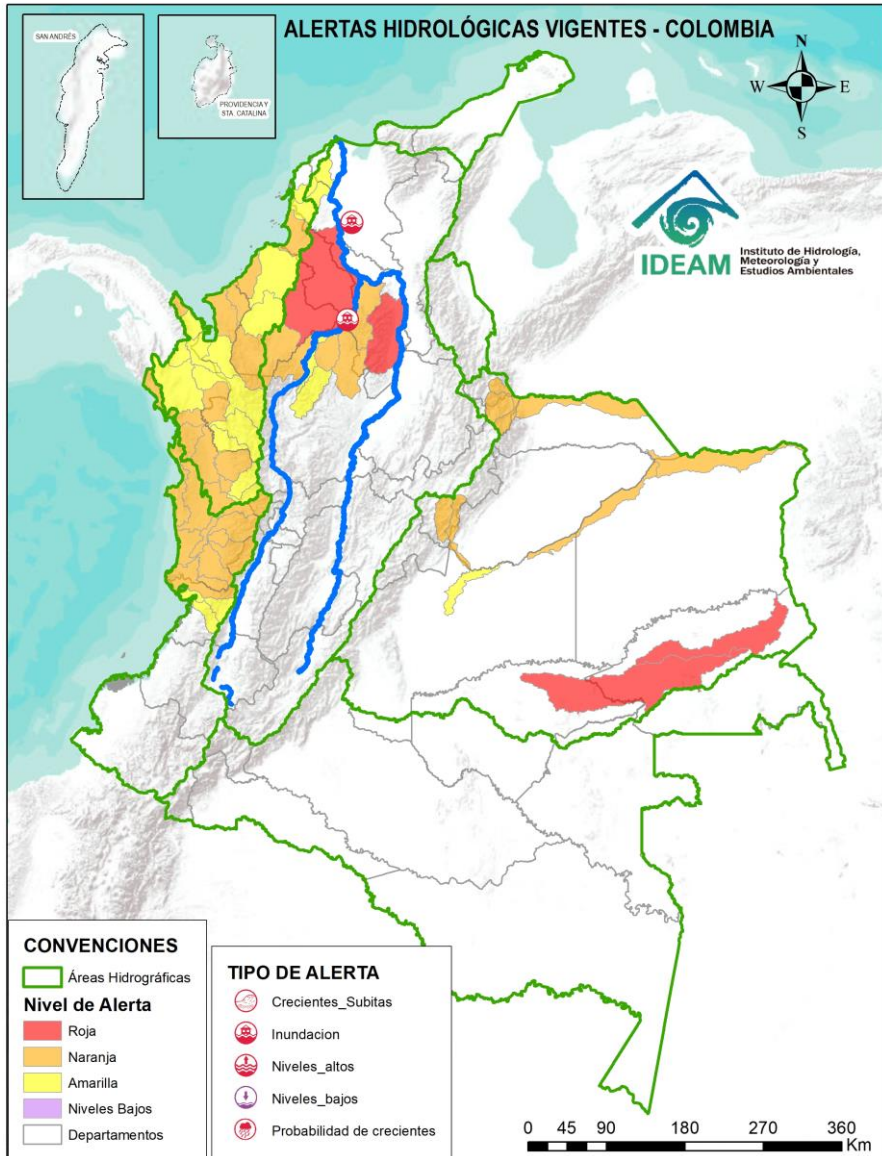 ALERTAS HIDROLÓGICAS VIGENTES - COLOMBIA
SAN ANDRÉS
PROVIDENCIA Y
STA. CATALINA
N
W
E
S
IDEAM
Instituto de Hidrología,
Meteorología y
Estudios Ambientales
CONVENCIONES
Áreas Hidrográficas
Nivel de Alerta
Roja
Naranja
Amarilla
Niveles Bajos
Departamentos
TIPO DE ALERTA
Crecientes_Subitas
Inundacion
Niveles_altos
Niveles_bajos
Probabilidad de crecientes
0 45 90 180 270 360
Km